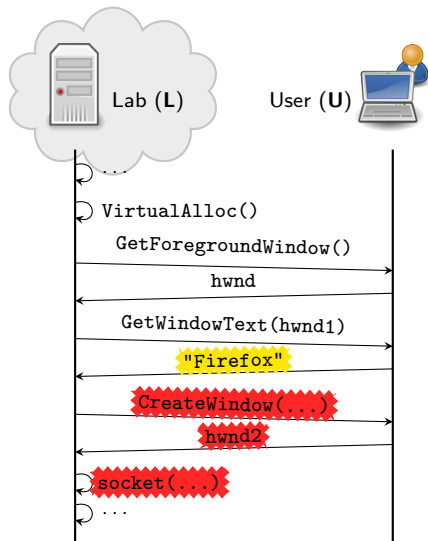 Lab (L)
User (U)
...
VirtualAlloc()
GetForegroundWindow()
hwnd
GetWindowText(hwnd1)
"Firefox"
CreateWindow(...)
hwnd2
socket(...)
...